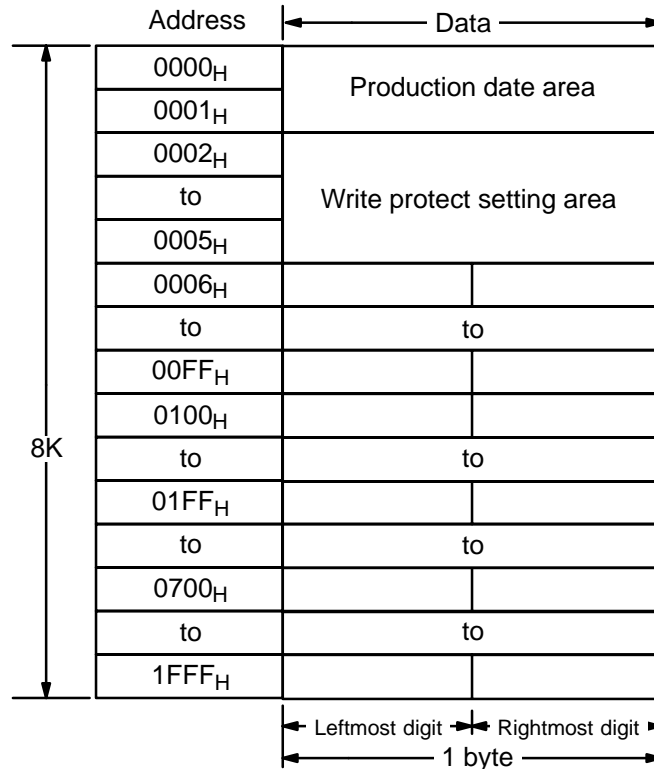 Address Data
0000H
Production date area
0001H
0002H
to
Write protect setting area
0005H
0006H
to to
00FFH
0100H
8K
to to
01FFH
to to
0700H
to to
1FFFH
Leftmost digit Rightmost digit
1 byte